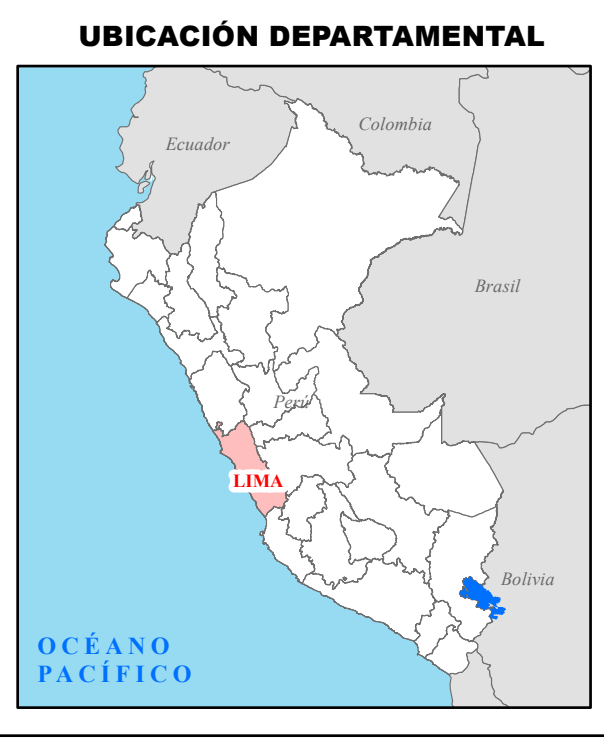 UBICACIÓN DEPARTAMENTAL
Colombia
Ecuador
Brasil
Perú
LIMA
Bolivia
OCÉANO
PACÍFICO